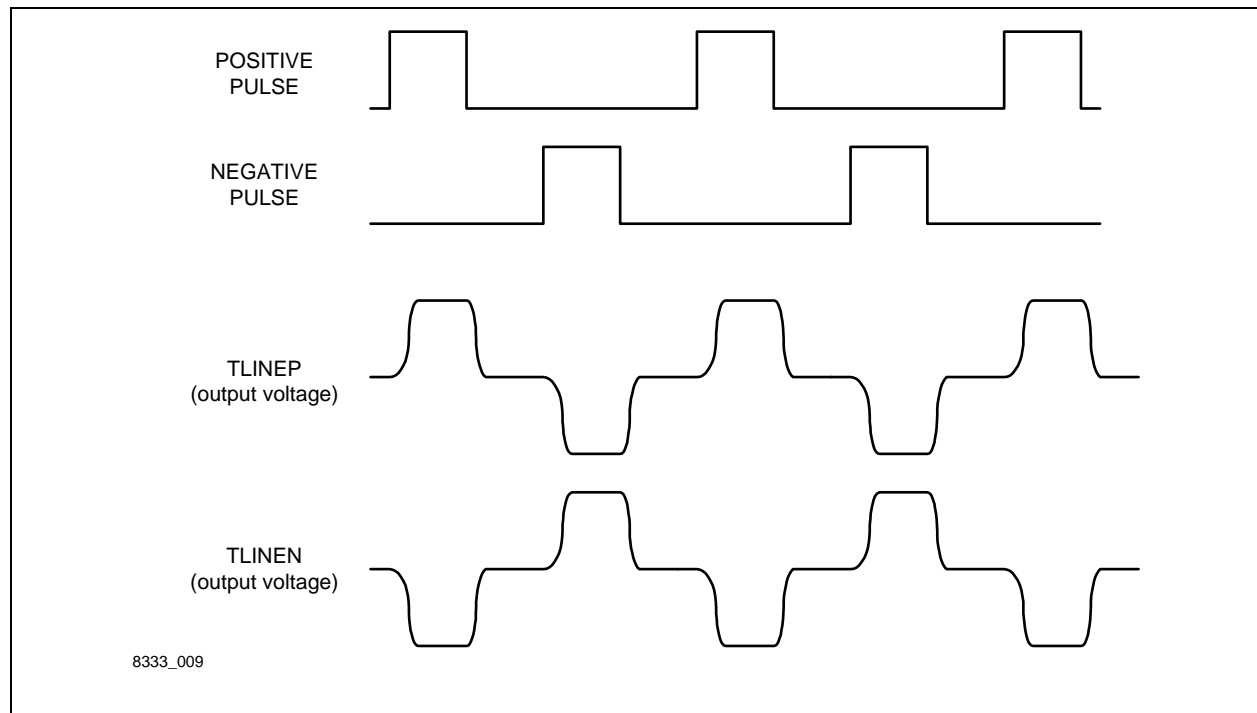 POSITIVE
PULSE
NEGATIVE
PULSE
TLINEP
(output voltage)
TLINEN
(output voltage)
8333_009